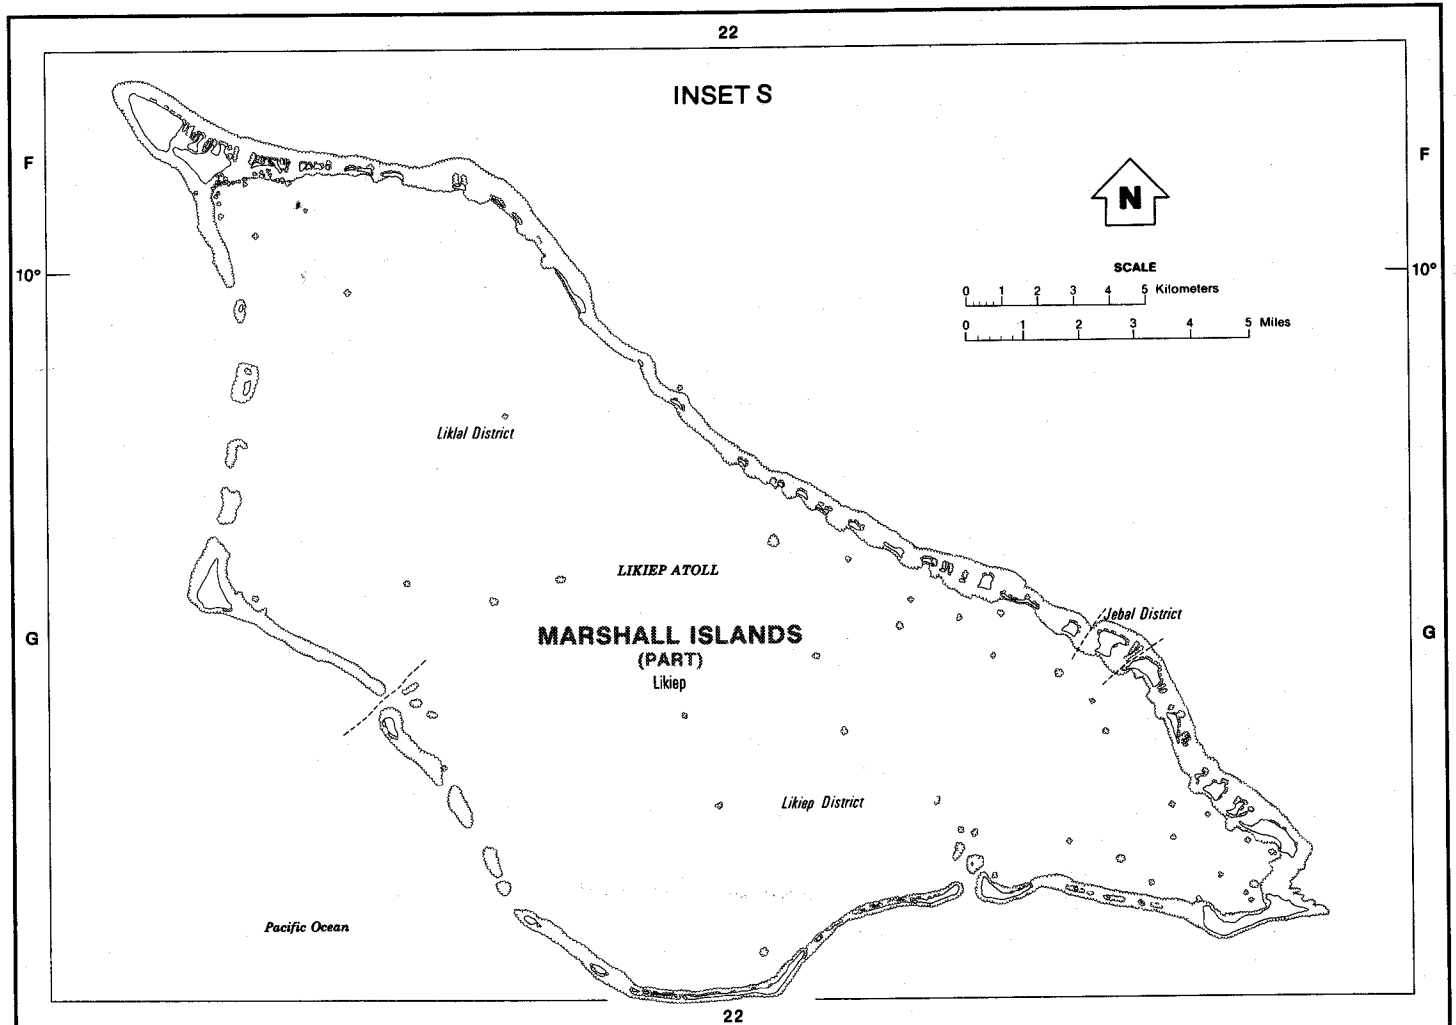 22
INSET S
F
F
N
10°
10°
SCALE
0 1 2 3 4 5 Kilometers
0 1 2 3 4 5 Miles
Liklal District
LIKIEP ATOLL
Jebal District
G
G
MARSHALL ISLANDS
(PART)
Likiep
Likiep District
Pacific Ocean
22